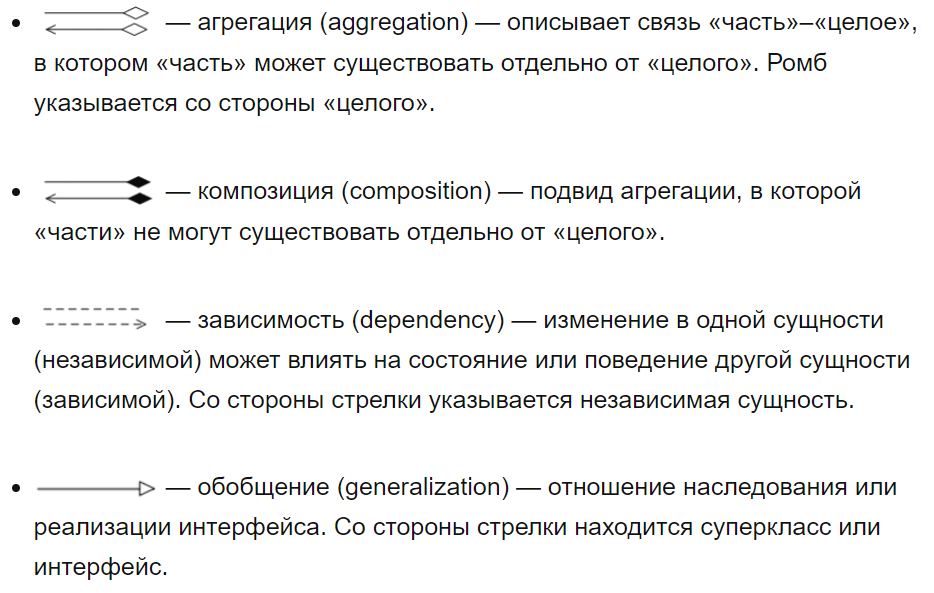 — агрегация (aggregation) — описывает связь «часть»–«целое»,
в котором «часть» может существовать отдельно от «целого». Ромб
указывается со стороны «целого».
— композиция (composition) — подвид агрегации, в которой
«части» не могут существовать отдельно от «целого».
— зависимость (dependency) — изменение в одной сущности
(независимой) может влиять на состояние или поведение другой сущности
(зависимой). Со стороны стрелки указывается независимая сущность.
— обобщение (generalization) — отношение наследования или
реализации интерфейса. Со стороны стрелки находится суперкласс или
интерфейс.